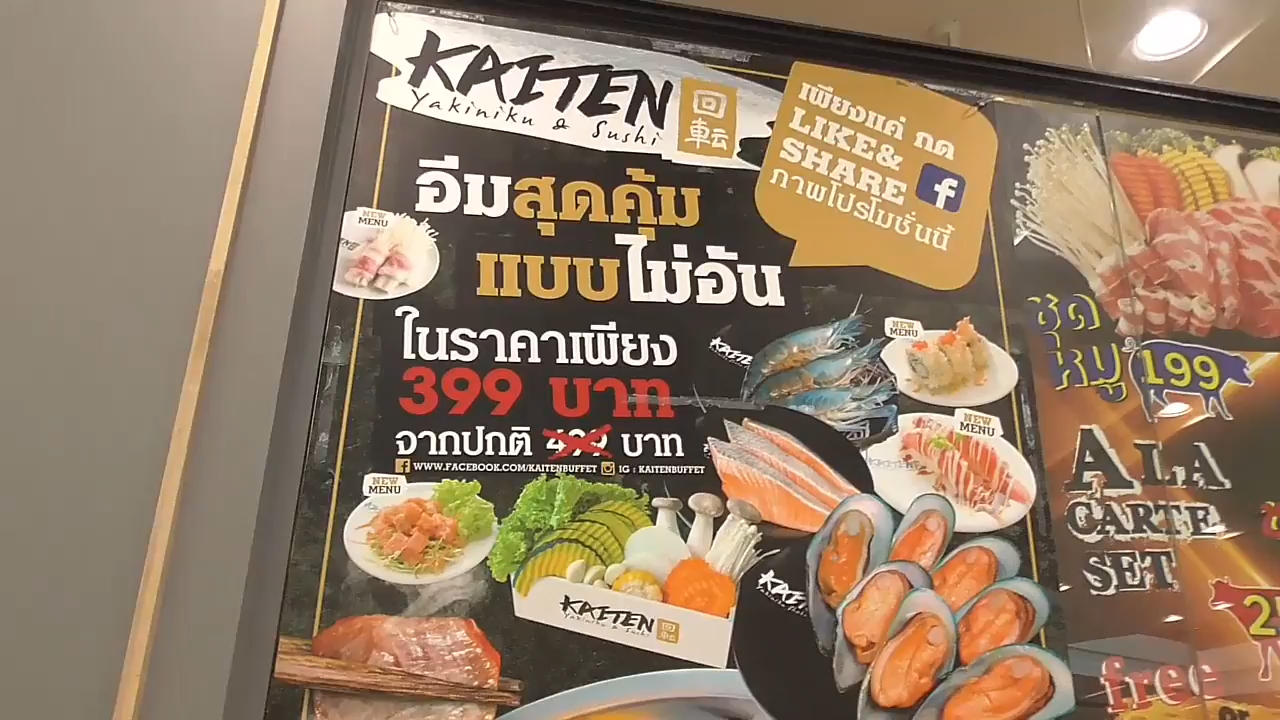 KAITEN
Yakiniku & Sushi
回転
เพียงแค่ กด
LIKE&
SHARE
ภาพโปรโมชั่นนี้
อิ่มสุดคุ้ม
แบบไม่อั้น
NEW
MENU
ในราคาเพียง
399 บาท
จากปกติ 499 บาท
WWW.FACEBOOK.COM/KAITENBUFFET IG : KAITENBUFFET
NEW
MENU
NEW
MENU
NEW
MENU
KAITEN
Yakiniku & Sushi
回転
ชุด
หมู 199
ALA
CARTE
SET
free